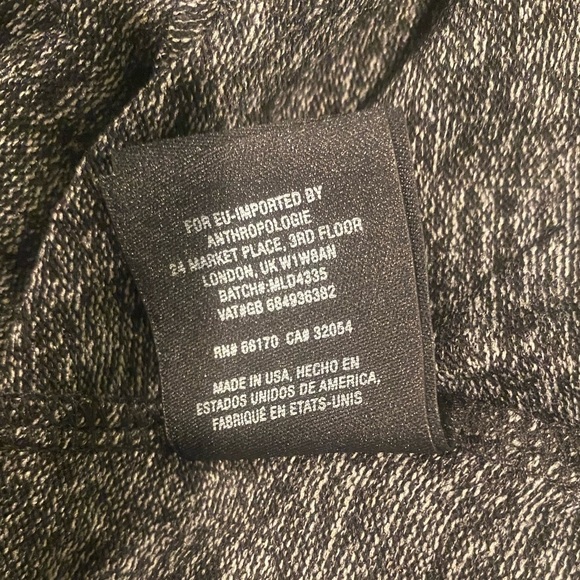 FOR EU-IMPORTED BY
ANTHROPOLOGIE
24 MARKET PLACE, 3RD FLOOR
LONDON, UK W1W8AN
BATCH#:MLD4335
VAT#GB 684936382
RN# 66170 CA# 32054
MADE IN USA, HECHO EN
ESTADOS UNIDOS DE AMERICA,
FABRIQUÉ EN ETATS-UNIS